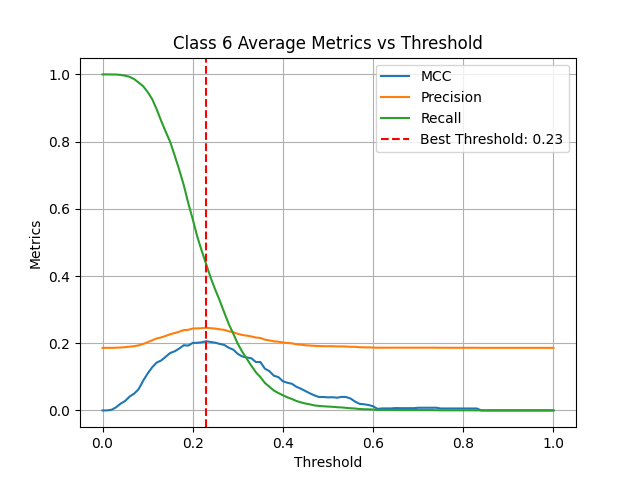 Class 6 Average Metrics vs Threshold
MCC
Precision
Recall
Best Threshold: 0.23
Metrics
1.0
0.8
0.6
0.4
0.2
0.0
0.0 0.2 0.4 0.6 0.8 1.0
Threshold